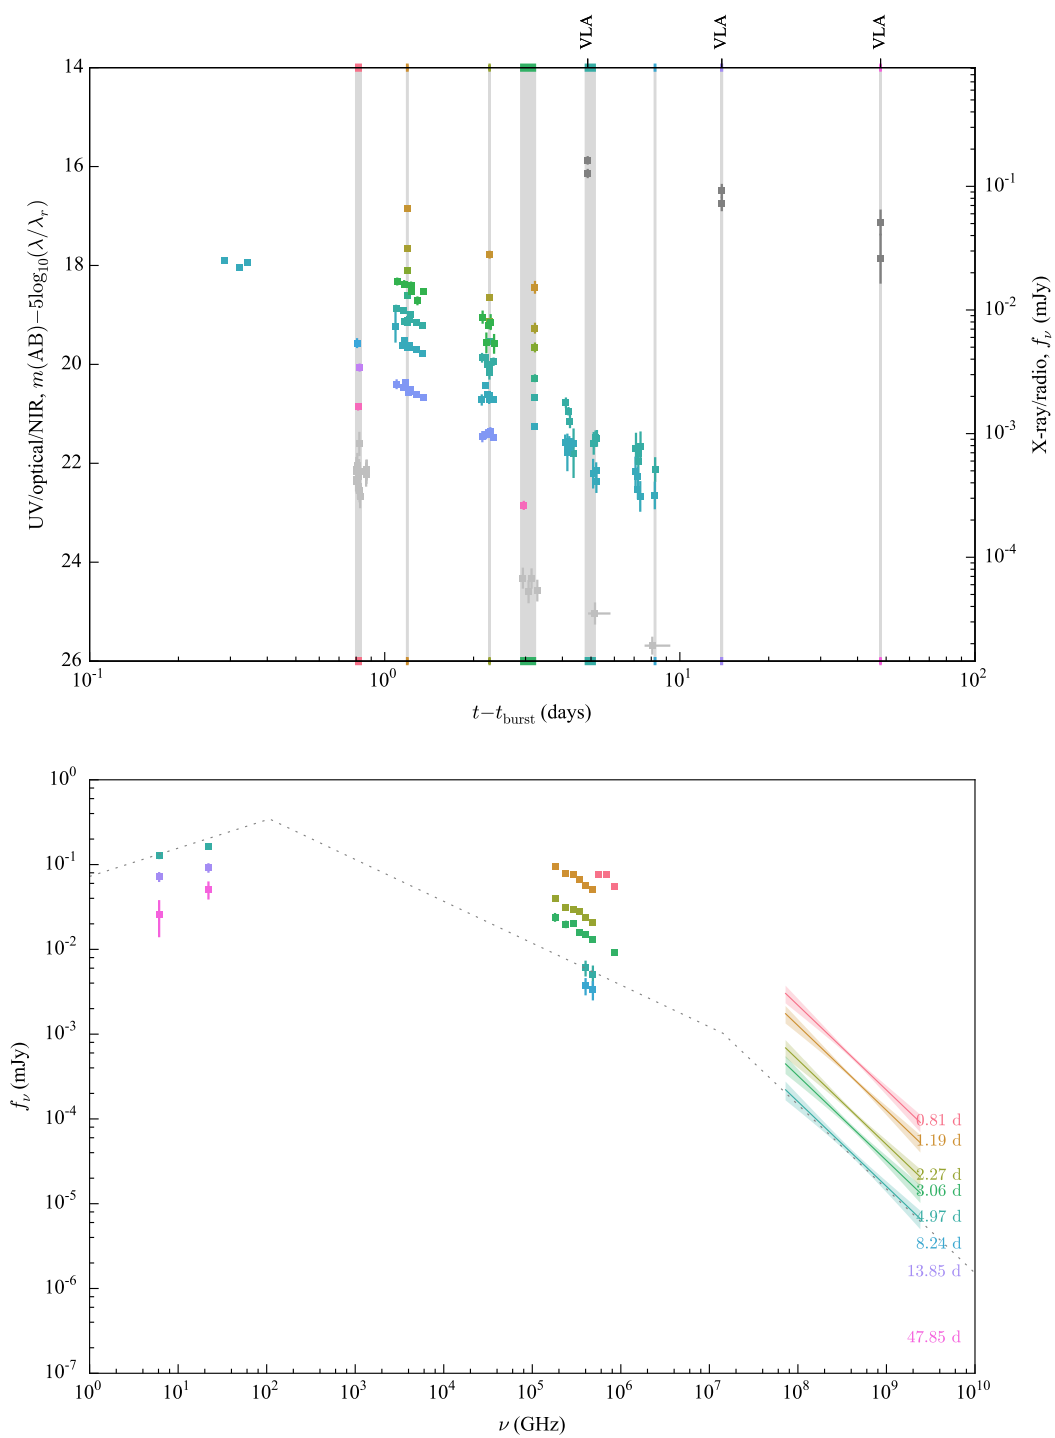 VLA VLA VLA
14
16
18
20
22
24
26
10^-1
10^-2
10^-3
10^-4
UV/optical/NIR, m(AB)−5log₁₀(λ/λ_r)
X-ray/radio, f_ν (mJy)
10^-1 10^0 10^1 10^2
t−t_burst (days)
10^0
10^-1
10^-2
10^-3
10^-4
10^-5
10^-6
10^-7
f_ν (mJy)
0.81 d
1.19 d
2.27 d
3.06 d
4.97 d
8.24 d
13.85 d
47.85 d
10^0 10^1 10^2 10^3 10^4 10^5 10^6 10^7 10^8 10^9 10^10
ν (GHz)